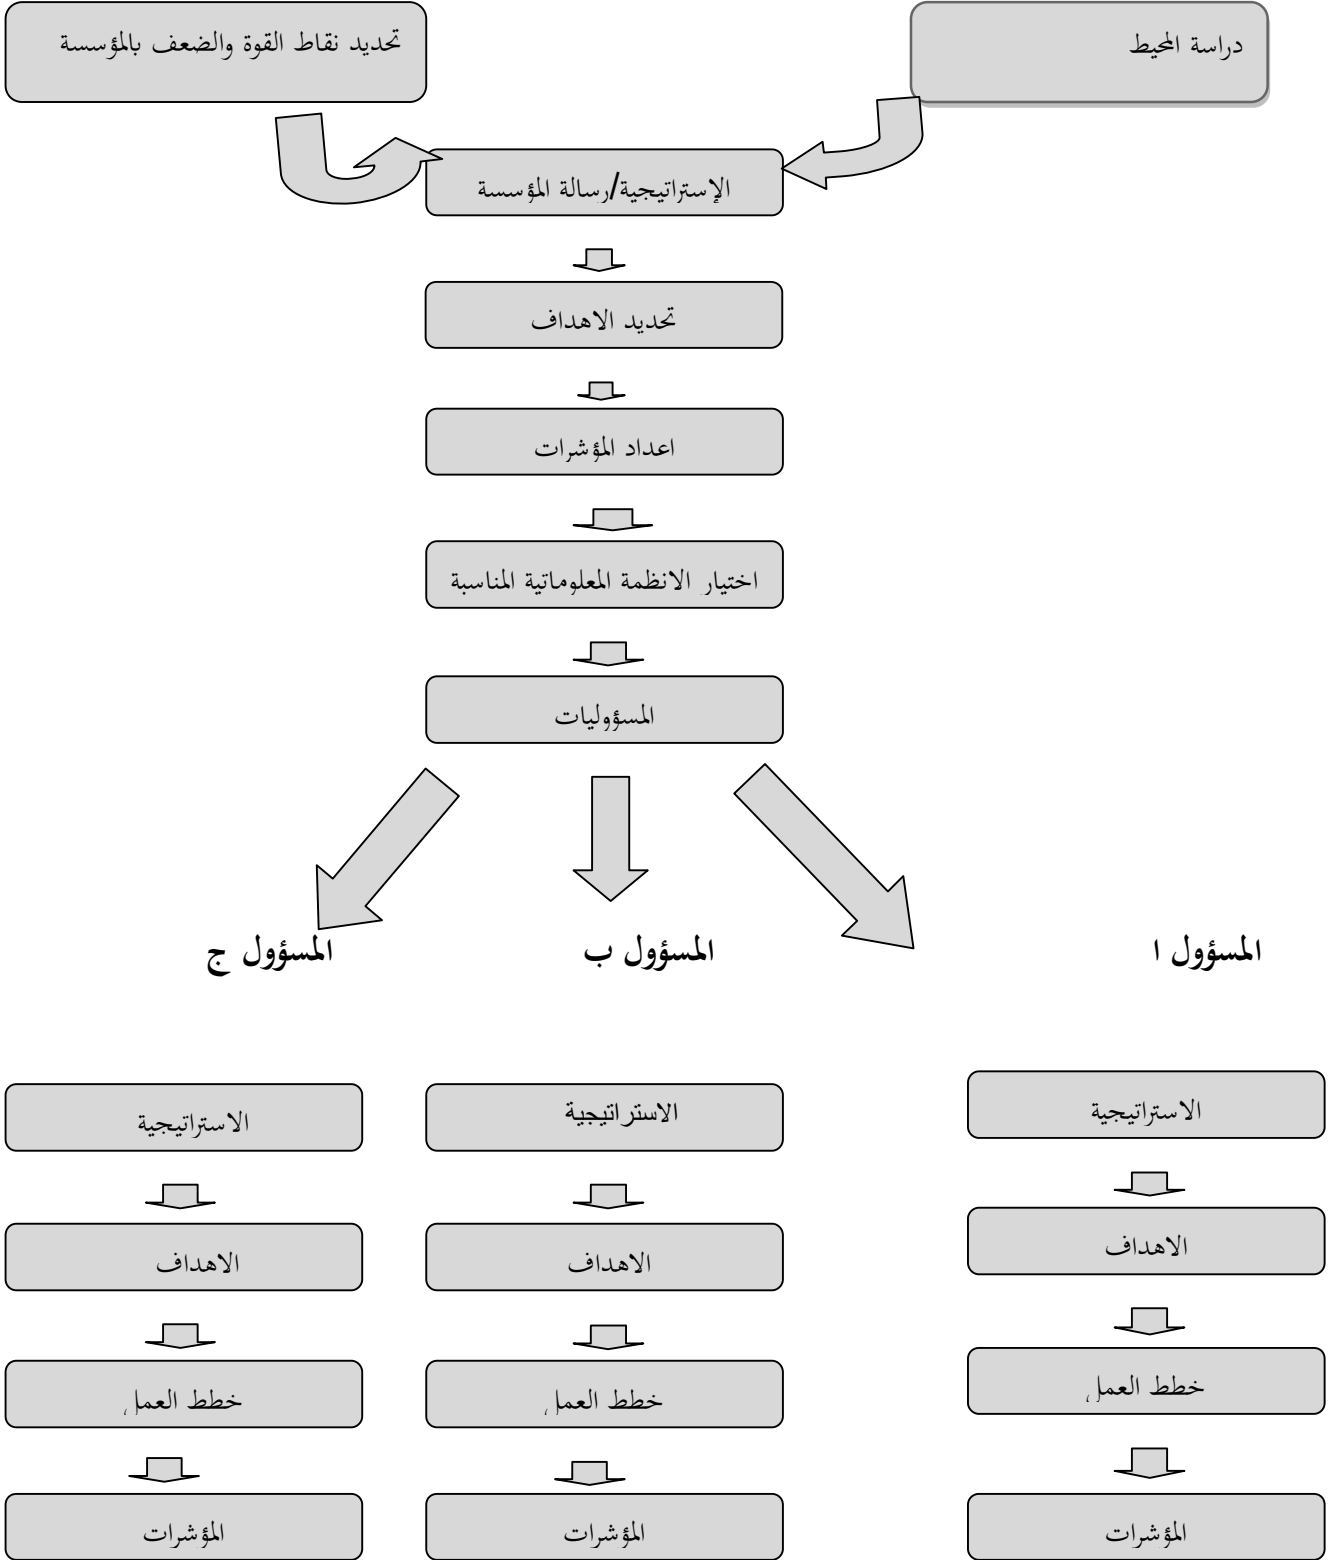 دراسة المحيط
تحديد نقاط القوة والضعف بالمؤسسة
الإستراتيجية/رسالة المؤسسة
تحديد الاهداف
اعداد المؤشرات
اختيار الانظمة المعلوماتية المناسبة
المسؤوليات
المسؤول ا
المسؤول ب
المسؤول ج
الاستراتيجية
الاستراتيجية
الاستراتيجية
الاهداف
الاهداف
الاهداف
خطط العمل
خطط العمل
خطط العمل
المؤشرات
المؤشرات
المؤشرات